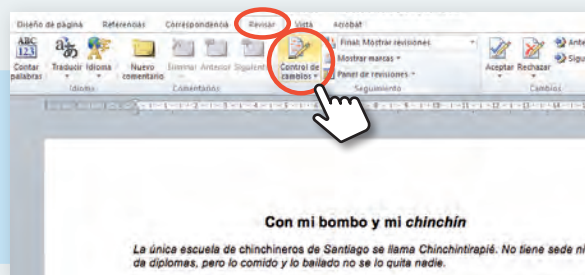 Diseño de página Referencias Correspondencia Revisar Vista Acrobat
ABC
123
Contar palabras
Traducir Idioma
Nuevo comentario
Eliminar Anterior Siguiente
Control de cambios
Final: Mostrar revisiones
Mostrar marcas
Panel de revisiones
Aceptar Rechazar
Idioma
Comentarios
Seguimiento
Cambios
Con mi bombo y mi chinchín
La única escuela de chinchineros de Santiago se llama Chinchintirapié. No tiene sede ni
da diplomas, pero lo comido y lo bailado no se lo quita nadie.